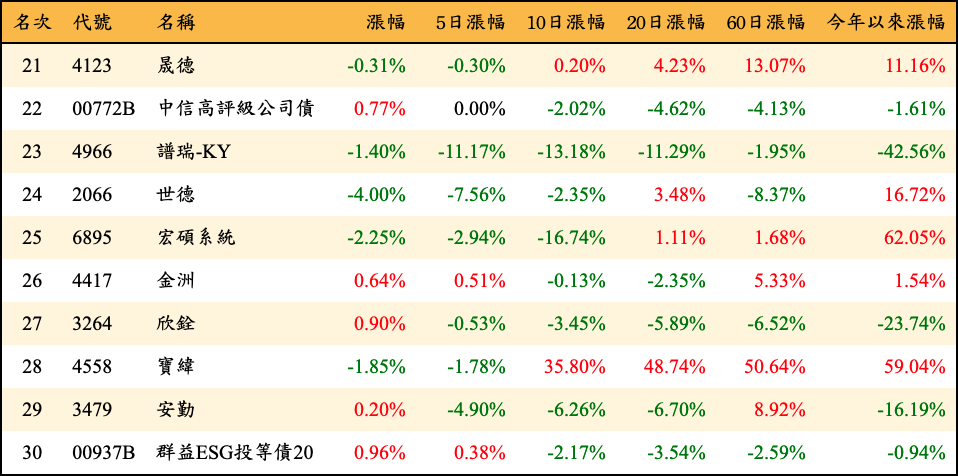 名次 代號 名稱 漲幅 5日漲幅 10日漲幅 20日漲幅 60日漲幅 今年以來漲幅
21 4123 晟德 -0.31% -0.30% 0.20% 4.23% 13.07% 11.16%
22 00772B 中信高評級公司債 0.77% 0.00% -2.02% -4.62% -4.13% -1.61%
23 4966 譜瑞-KY -1.40% -11.17% -13.18% -11.29% -1.95% -42.56%
24 2066 世德 -4.00% -7.56% -2.35% 3.48% -8.37% 16.72%
25 6895 宏碩系統 -2.25% -2.94% -16.74% 1.11% 1.68% 62.05%
26 4417 金洲 0.64% 0.51% -0.13% -2.35% 5.33% 1.54%
27 3264 欣銓 0.90% -0.53% -3.45% -5.89% -6.52% -23.74%
28 4558 寶緯 -1.85% -1.78% 35.80% 48.74% 50.64% 59.04%
29 3479 安勤 0.20% -4.90% -6.26% -6.70% 8.92% -16.19%
30 00937B 群益ESG投等債20 0.96% 0.38% -2.17% -3.54% -2.59% -0.94%